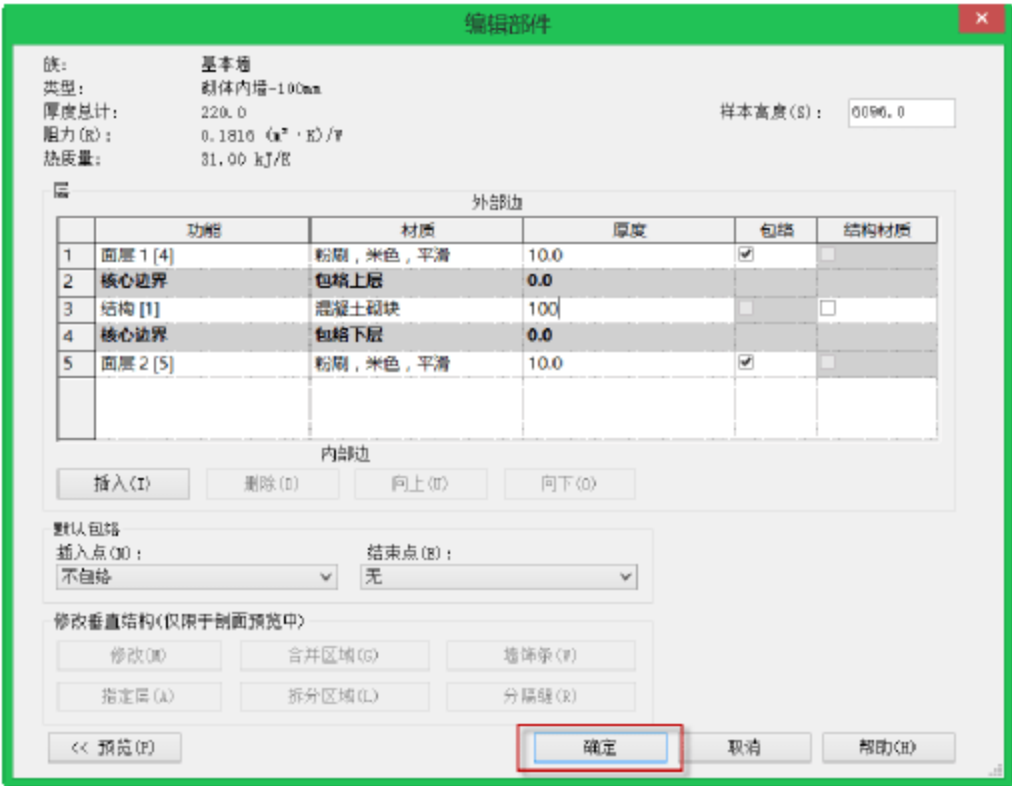 编辑部件
族： 基本墙
类型： 砌体内墙-100mm
厚度总计： 220.0 样本高度(S)： 6096.0
阻力(R)： 0.1816 (m²·K)/W
热质量： 31.00 kJ/K
层
外部边
功能 材质 厚度 包络 结构材质
1 面层 1 [4] 粉刷，米色，平滑 10.0
2 核心边界 包络上层 0.0
3 结构 [1] 混凝土砌块 100
4 核心边界 包络下层 0.0
5 面层 2 [5] 粉刷，米色，平滑 10.0
内部边
插入(I) 删除(D) 向上(U) 向下(O)
默认包络
插入点(N)： 结束点(E)：
不包络 无
修改垂直结构(仅限于剖面预览中)
修改(M) 合并区域(G) 墙饰条(W)
指定层(A) 拆分区域(L) 分隔缝(R)
<< 预览(P) 确定 取消 帮助(H)